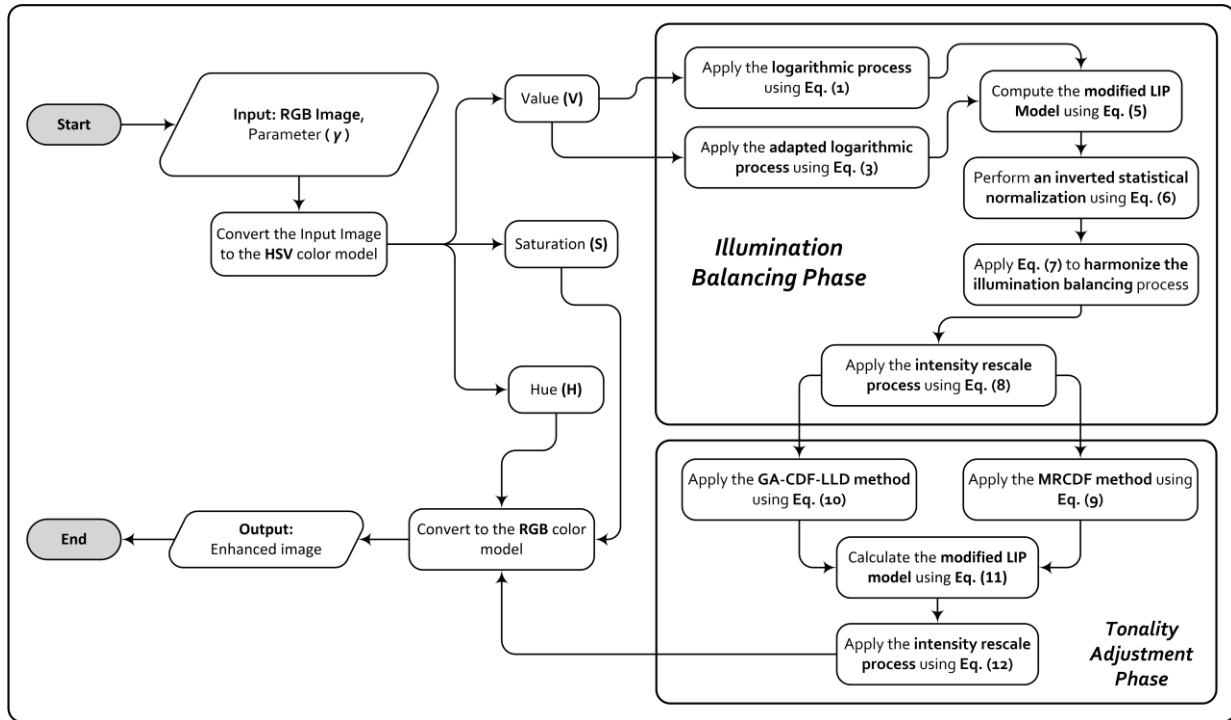 Start
Input: RGB Image,
Parameter ( γ )
Convert the Input Image
to the HSV color model
Value (V)
Saturation (S)
Hue (H)
Apply the logarithmic process
using Eq. (1)
Apply the adapted logarithmic
process using Eq. (3)
Compute the modified LIP
Model using Eq. (5)
Perform an inverted statistical
normalization using Eq. (6)
Apply Eq. (7) to harmonize the
illumination balancing process
Illumination
Balancing Phase
Apply the intensity rescale
process using Eq. (8)
Apply the GA-CDF-LLD method
using Eq. (10)
Apply the MRCDF method using
Eq. (9)
Calculate the modified LIP
model using Eq. (11)
Apply the intensity rescale
process using Eq. (12)
Tonality
Adjustment
Phase
Convert to the RGB color
model
Output:
Enhanced image
End